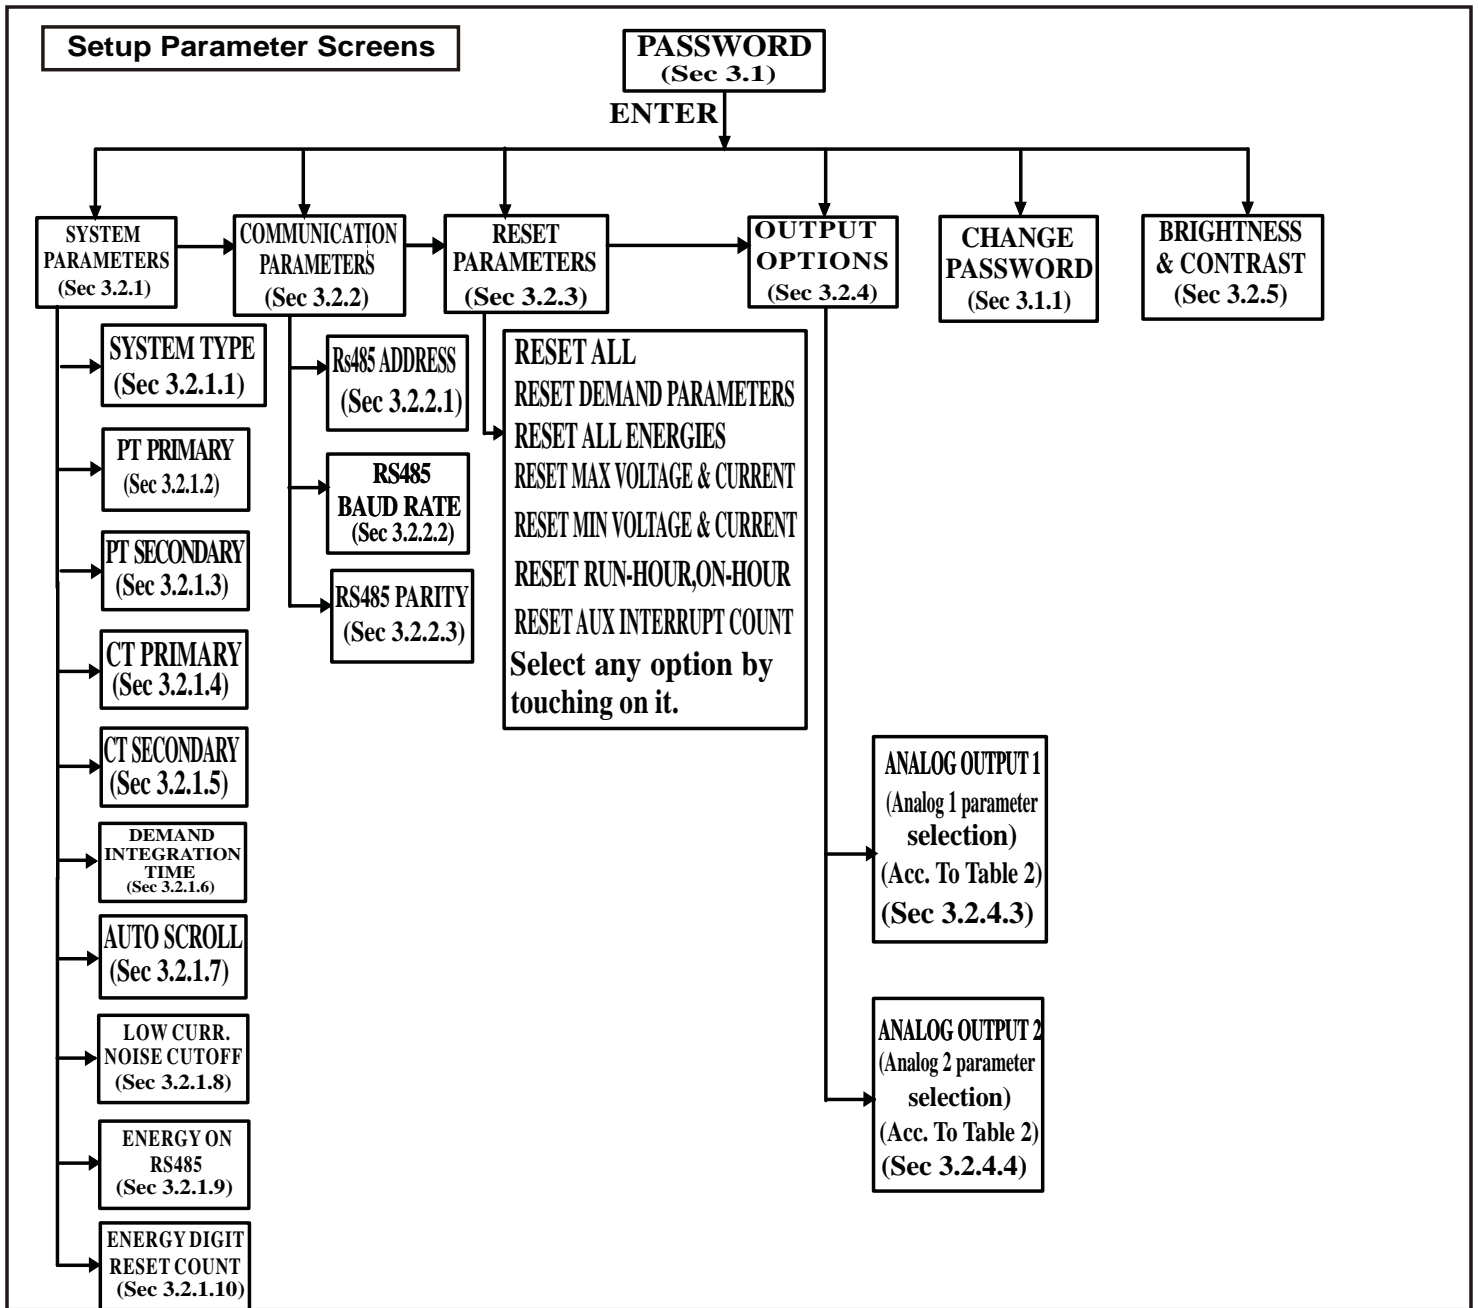 Setup Parameter Screens
PASSWORD
(Sec 3.1)
ENTER
SYSTEM
PARAMETERS
(Sec 3.2.1)
COMMUNICATION
PARAMETERS
(Sec 3.2.2)
RESET
PARAMETERS
(Sec 3.2.3)
OUTPUT
OPTIONS
(Sec 3.2.4)
CHANGE
PASSWORD
(Sec 3.1.1)
BRIGHTNESS
& CONTRAST
(Sec 3.2.5)
SYSTEM TYPE
(Sec 3.2.1.1)
PT PRIMARY
(Sec 3.2.1.2)
PT SECONDARY
(Sec 3.2.1.3)
CT PRIMARY
(Sec 3.2.1.4)
CT SECONDARY
(Sec 3.2.1.5)
DEMAND
INTEGRATION
TIME
(Sec 3.2.1.6)
AUTO SCROLL
(Sec 3.2.1.7)
LOW CURR.
NOISE CUTOFF
(Sec 3.2.1.8)
ENERGY ON
RS485
(Sec 3.2.1.9)
ENERGY DIGIT
RESET COUNT
(Sec 3.2.1.10)
Rs485 ADDRESS
(Sec 3.2.2.1)
RS485
BAUD RATE
(Sec 3.2.2.2)
RS485 PARITY
(Sec 3.2.2.3)
RESET ALL
RESET DEMAND PARAMETERS
RESET ALL ENERGIES
RESET MAX VOLTAGE & CURRENT
RESET MIN VOLTAGE & CURRENT
RESET RUN-HOUR,ON-HOUR
RESET AUX INTERRUPT COUNT
Select any option by
touching on it.
ANALOG OUTPUT 1
(Analog 1 parameter
selection)
(Acc. To Table 2)
(Sec 3.2.4.3)
ANALOG OUTPUT 2
(Analog 2 parameter
selection)
(Acc. To Table 2)
(Sec 3.2.4.4)